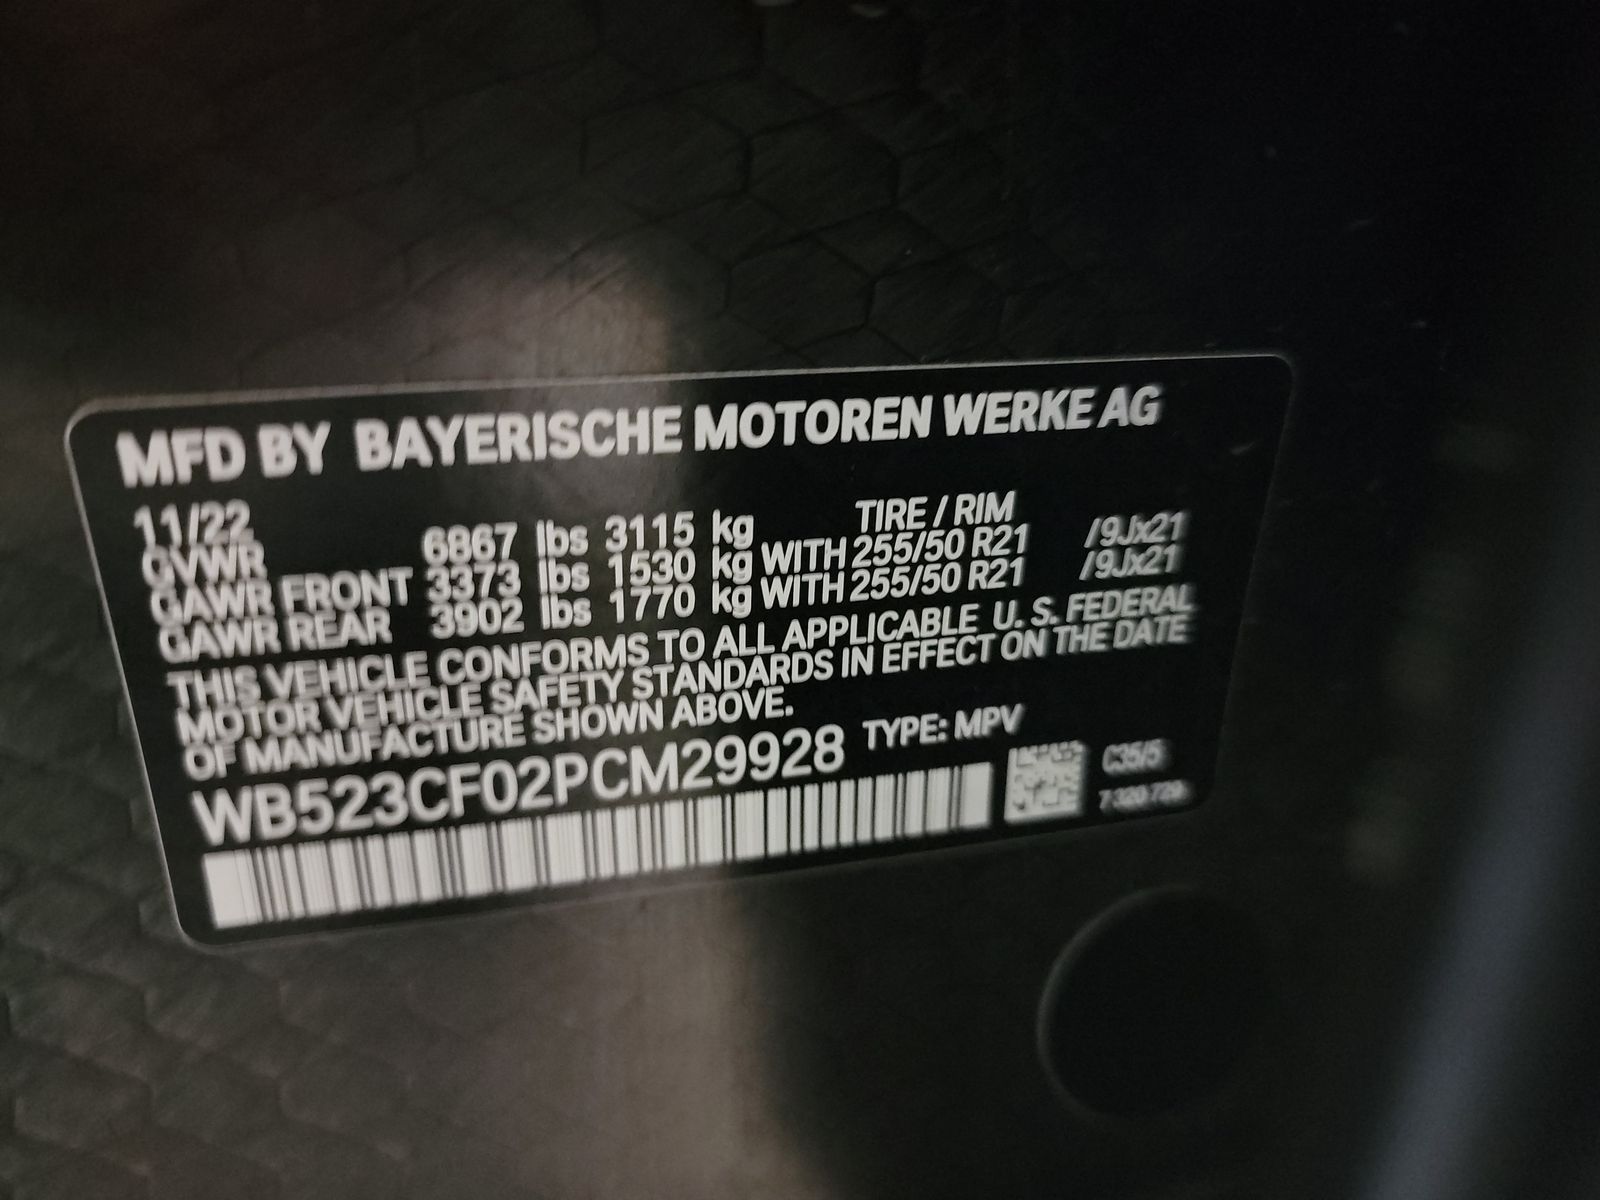 MFD BY BAYERISCHE MOTOREN WERKE AG
11/22 TIRE / RIM
GVWR 6867 lbs 3115 kg
GAWR FRONT 3373 lbs 1530 kg WITH 255/50 R21 /9Jx21
GAWR REAR 3902 lbs 1770 kg WITH 255/50 R21 /9Jx21
THIS VEHICLE CONFORMS TO ALL APPLICABLE U. S. FEDERAL
MOTOR VEHICLE SAFETY STANDARDS IN EFFECT ON THE DATE
OF MANUFACTURE SHOWN ABOVE.
WB523CF02PCM29928 TYPE: MPV
C35/5